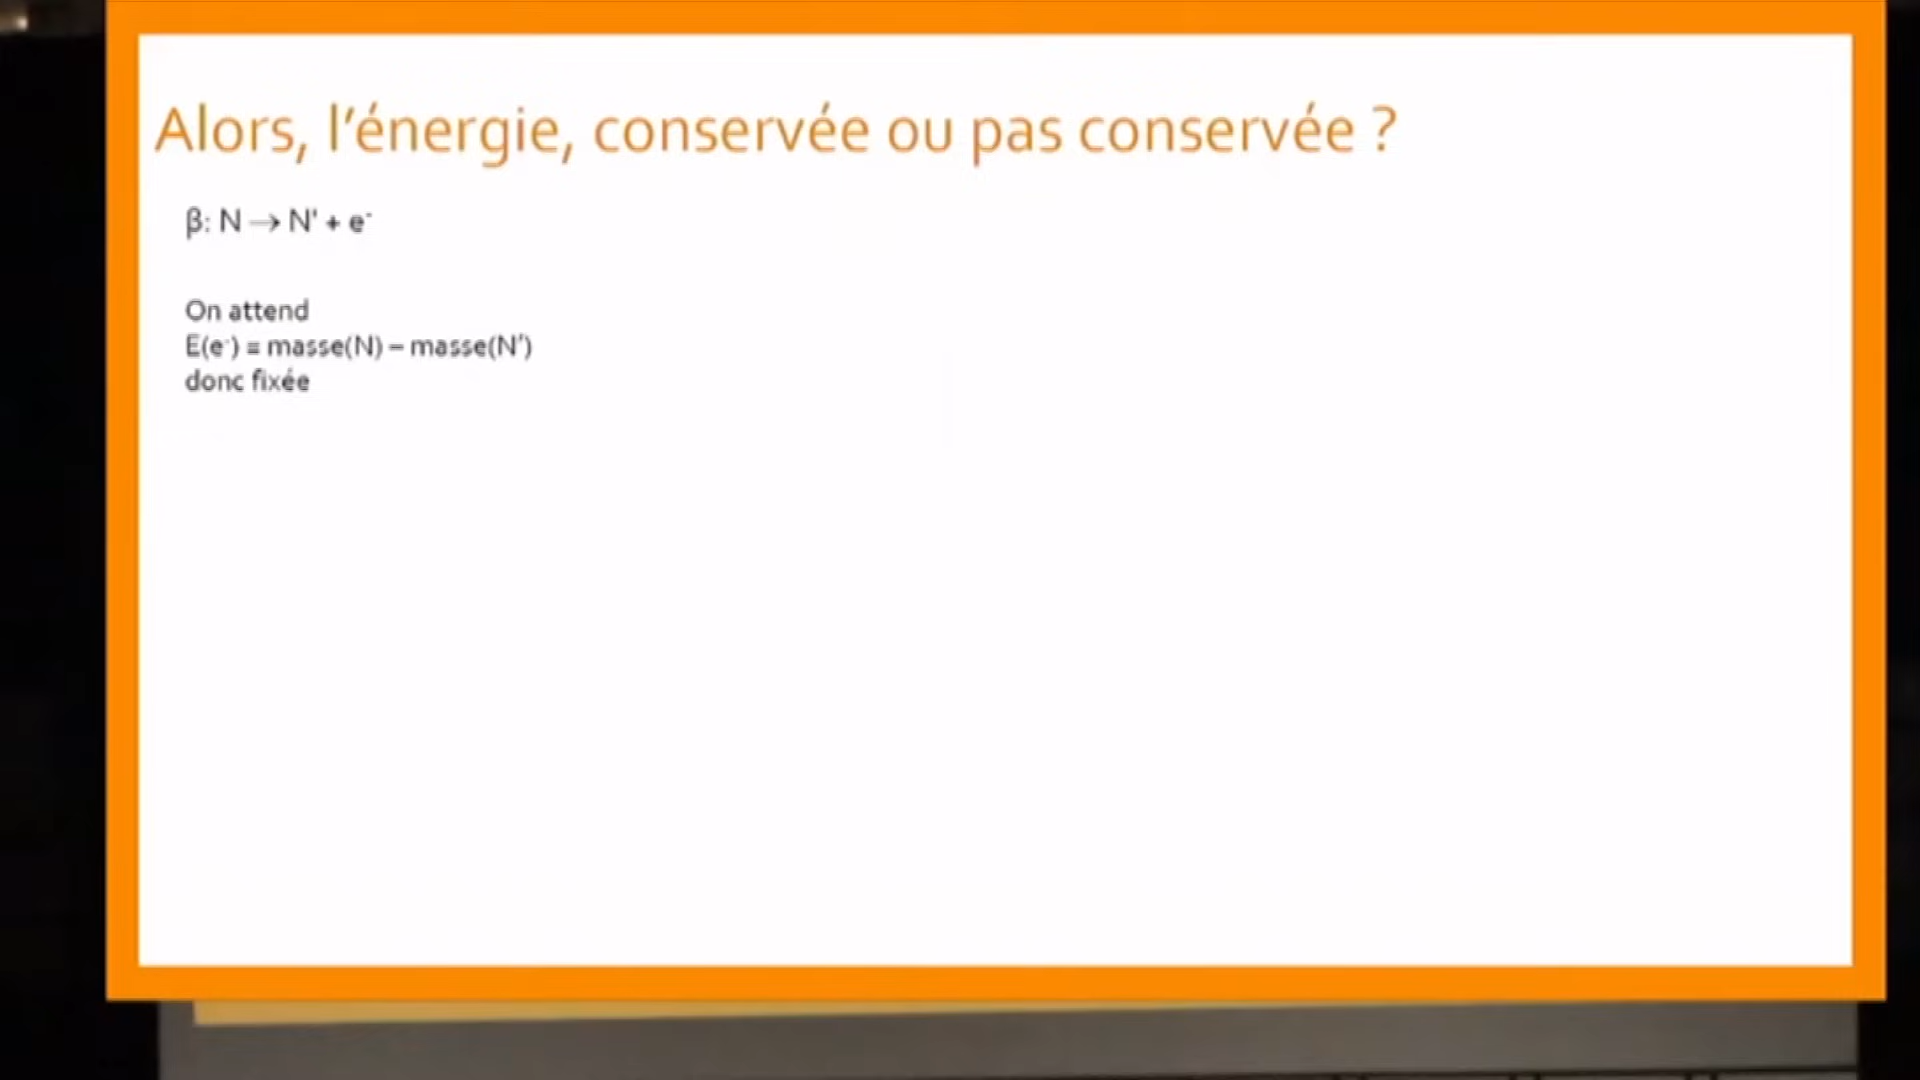 Alors, l’énergie, conservée ou pas conservée ?
β: N → N' + e⁻
On attend
E(e⁻) = masse(N) – masse(N’)
donc fixée